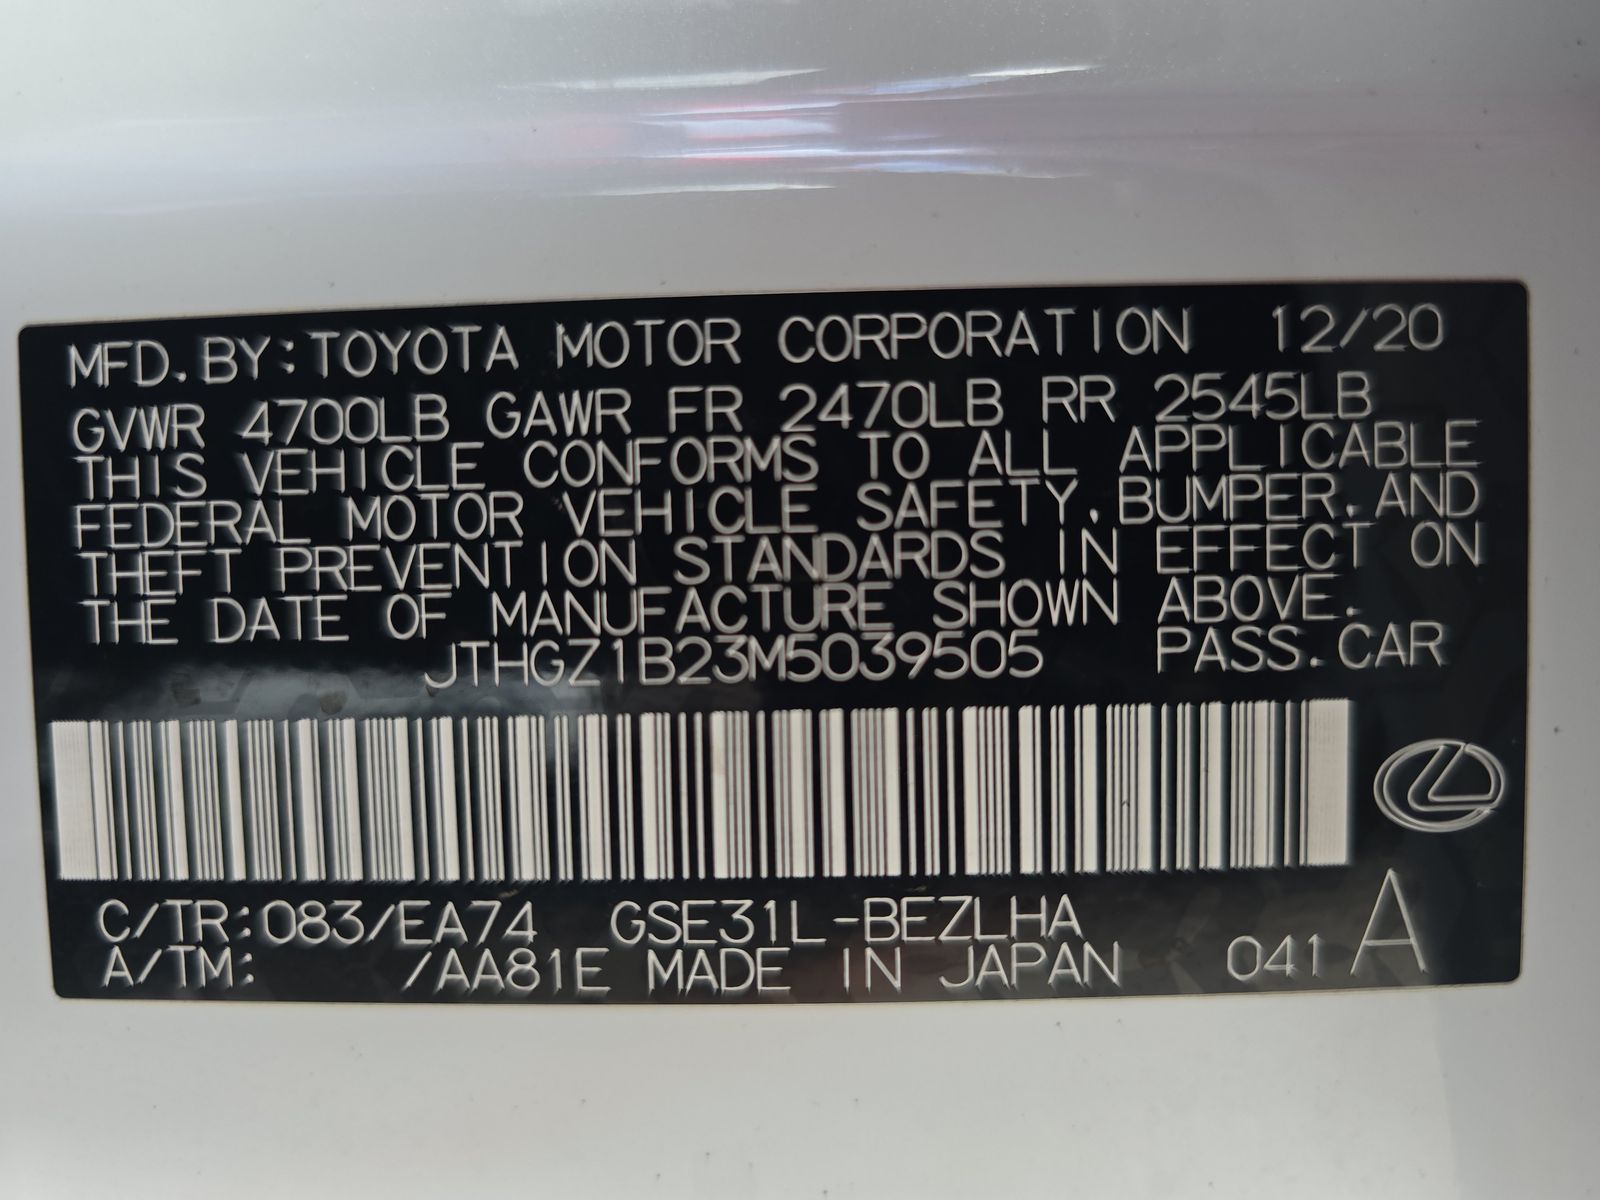 MFD.BY:TOYOTA MOTOR CORPORATION 12/20
GVWR 4700LB GAWR FR 2470LB RR 2545LB
THIS VEHICLE CONFORMS TO ALL APPLICABLE
FEDERAL MOTOR VEHICLE SAFETY,BUMPER,AND
THEFT PREVENTION STANDARDS IN EFFECT ON
THE DATE OF MANUFACTURE SHOWN ABOVE.
JTHGZ1B23M5039505 PASS.CAR
C/TR:083/EA74 GSE31L-BEZLHA
A/TM: /AA81E MADE IN JAPAN 041 A